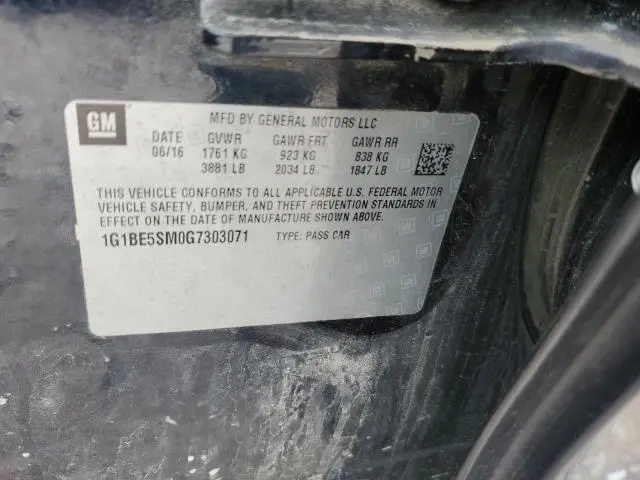 GM
MFD BY GENERAL MOTORS LLC
DATE GVWR GAWR FRT GAWR RR
06/16 1761 KG 923 KG 838 KG
3881 LB 2034 LB 1847 LB
THIS VEHICLE CONFORMS TO ALL APPLICABLE U.S. FEDERAL MOTOR
VEHICLE SAFETY, BUMPER, AND THEFT PREVENTION STANDARDS IN
EFFECT ON THE DATE OF MANUFACTURE SHOWN ABOVE.
1G1BE5SM0G7303071 TYPE: PASS CAR